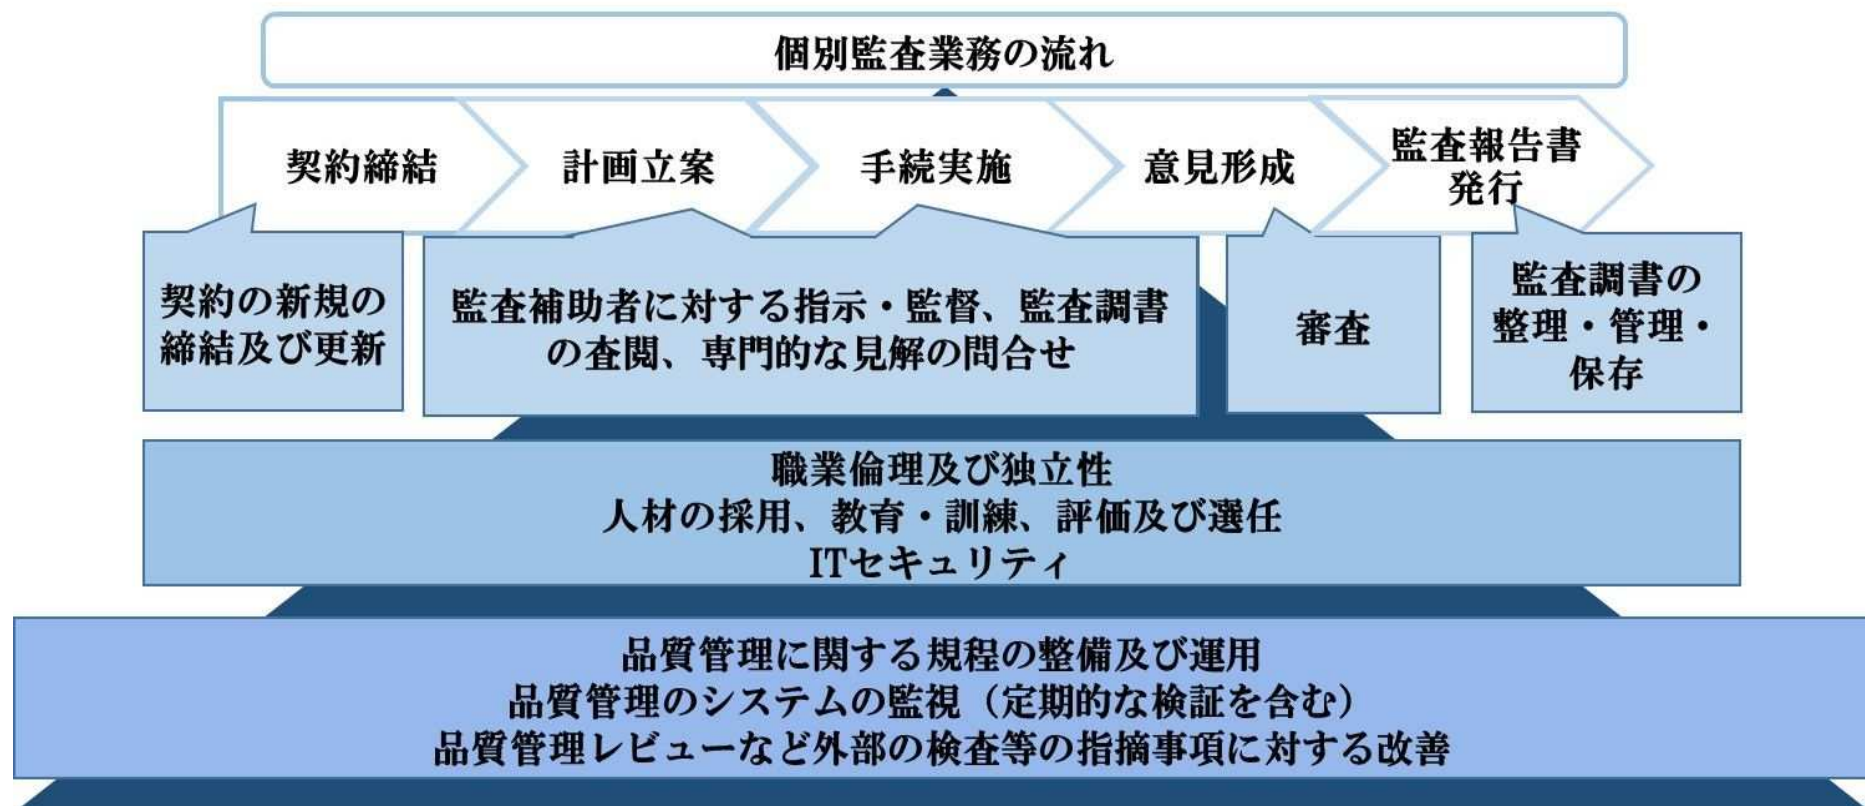 個別監査業務の流れ
契約締結
計画立案
手続実施
意見形成
監査報告書
発行
契約の新規の
締結及び更新
監査補助者に対する指示・監督、監査調書
の査閲、専門的な見解の問合せ
審査
監査調書の
整理・管理・
保存
職業倫理及び独立性
人材の採用、教育・訓練、評価及び選任
ITセキュリティ
品質管理に関する規程の整備及び運用
品質管理のシステムの監視（定期的な検証を含む）
品質管理レビューなど外部の検査等の指摘事項に対する改善